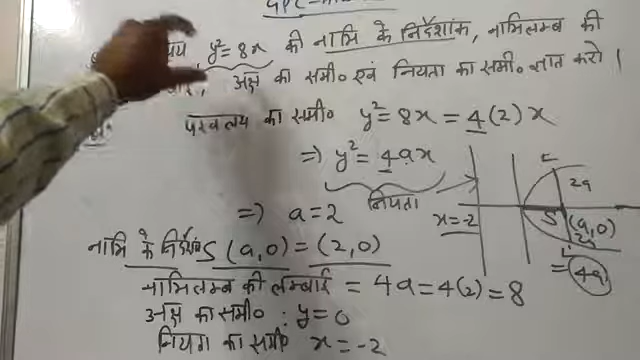 y² = 8x की नाभि के निर्देशांक, नाभिलम्ब की
अक्ष का समी० एवं नियता का समी० ज्ञात करो।
परवलय का समी० y² = 8x = 4(2)x
⇒ y² = 4ax
नियता
⇒ a = 2
x = -2
L
2a
S
(a,0)
L'
= 4a
नाभि के निर्देशांक S(a,0) = (2,0)
नाभिलम्ब की लम्बाई = 4a = 4(2) = 8
अक्ष का समी० : y = 0
नियता का समी० x = -2